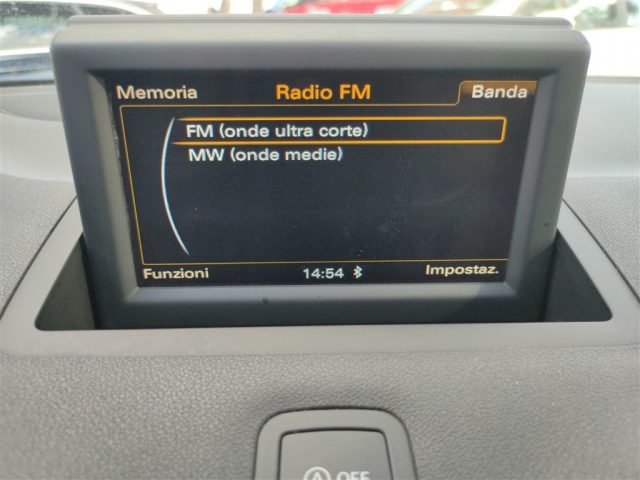 Memoria Radio FM Banda
FM (onde ultra corte)
MW (onde medie)
Funzioni 14:54 Impostaz.
A OFF